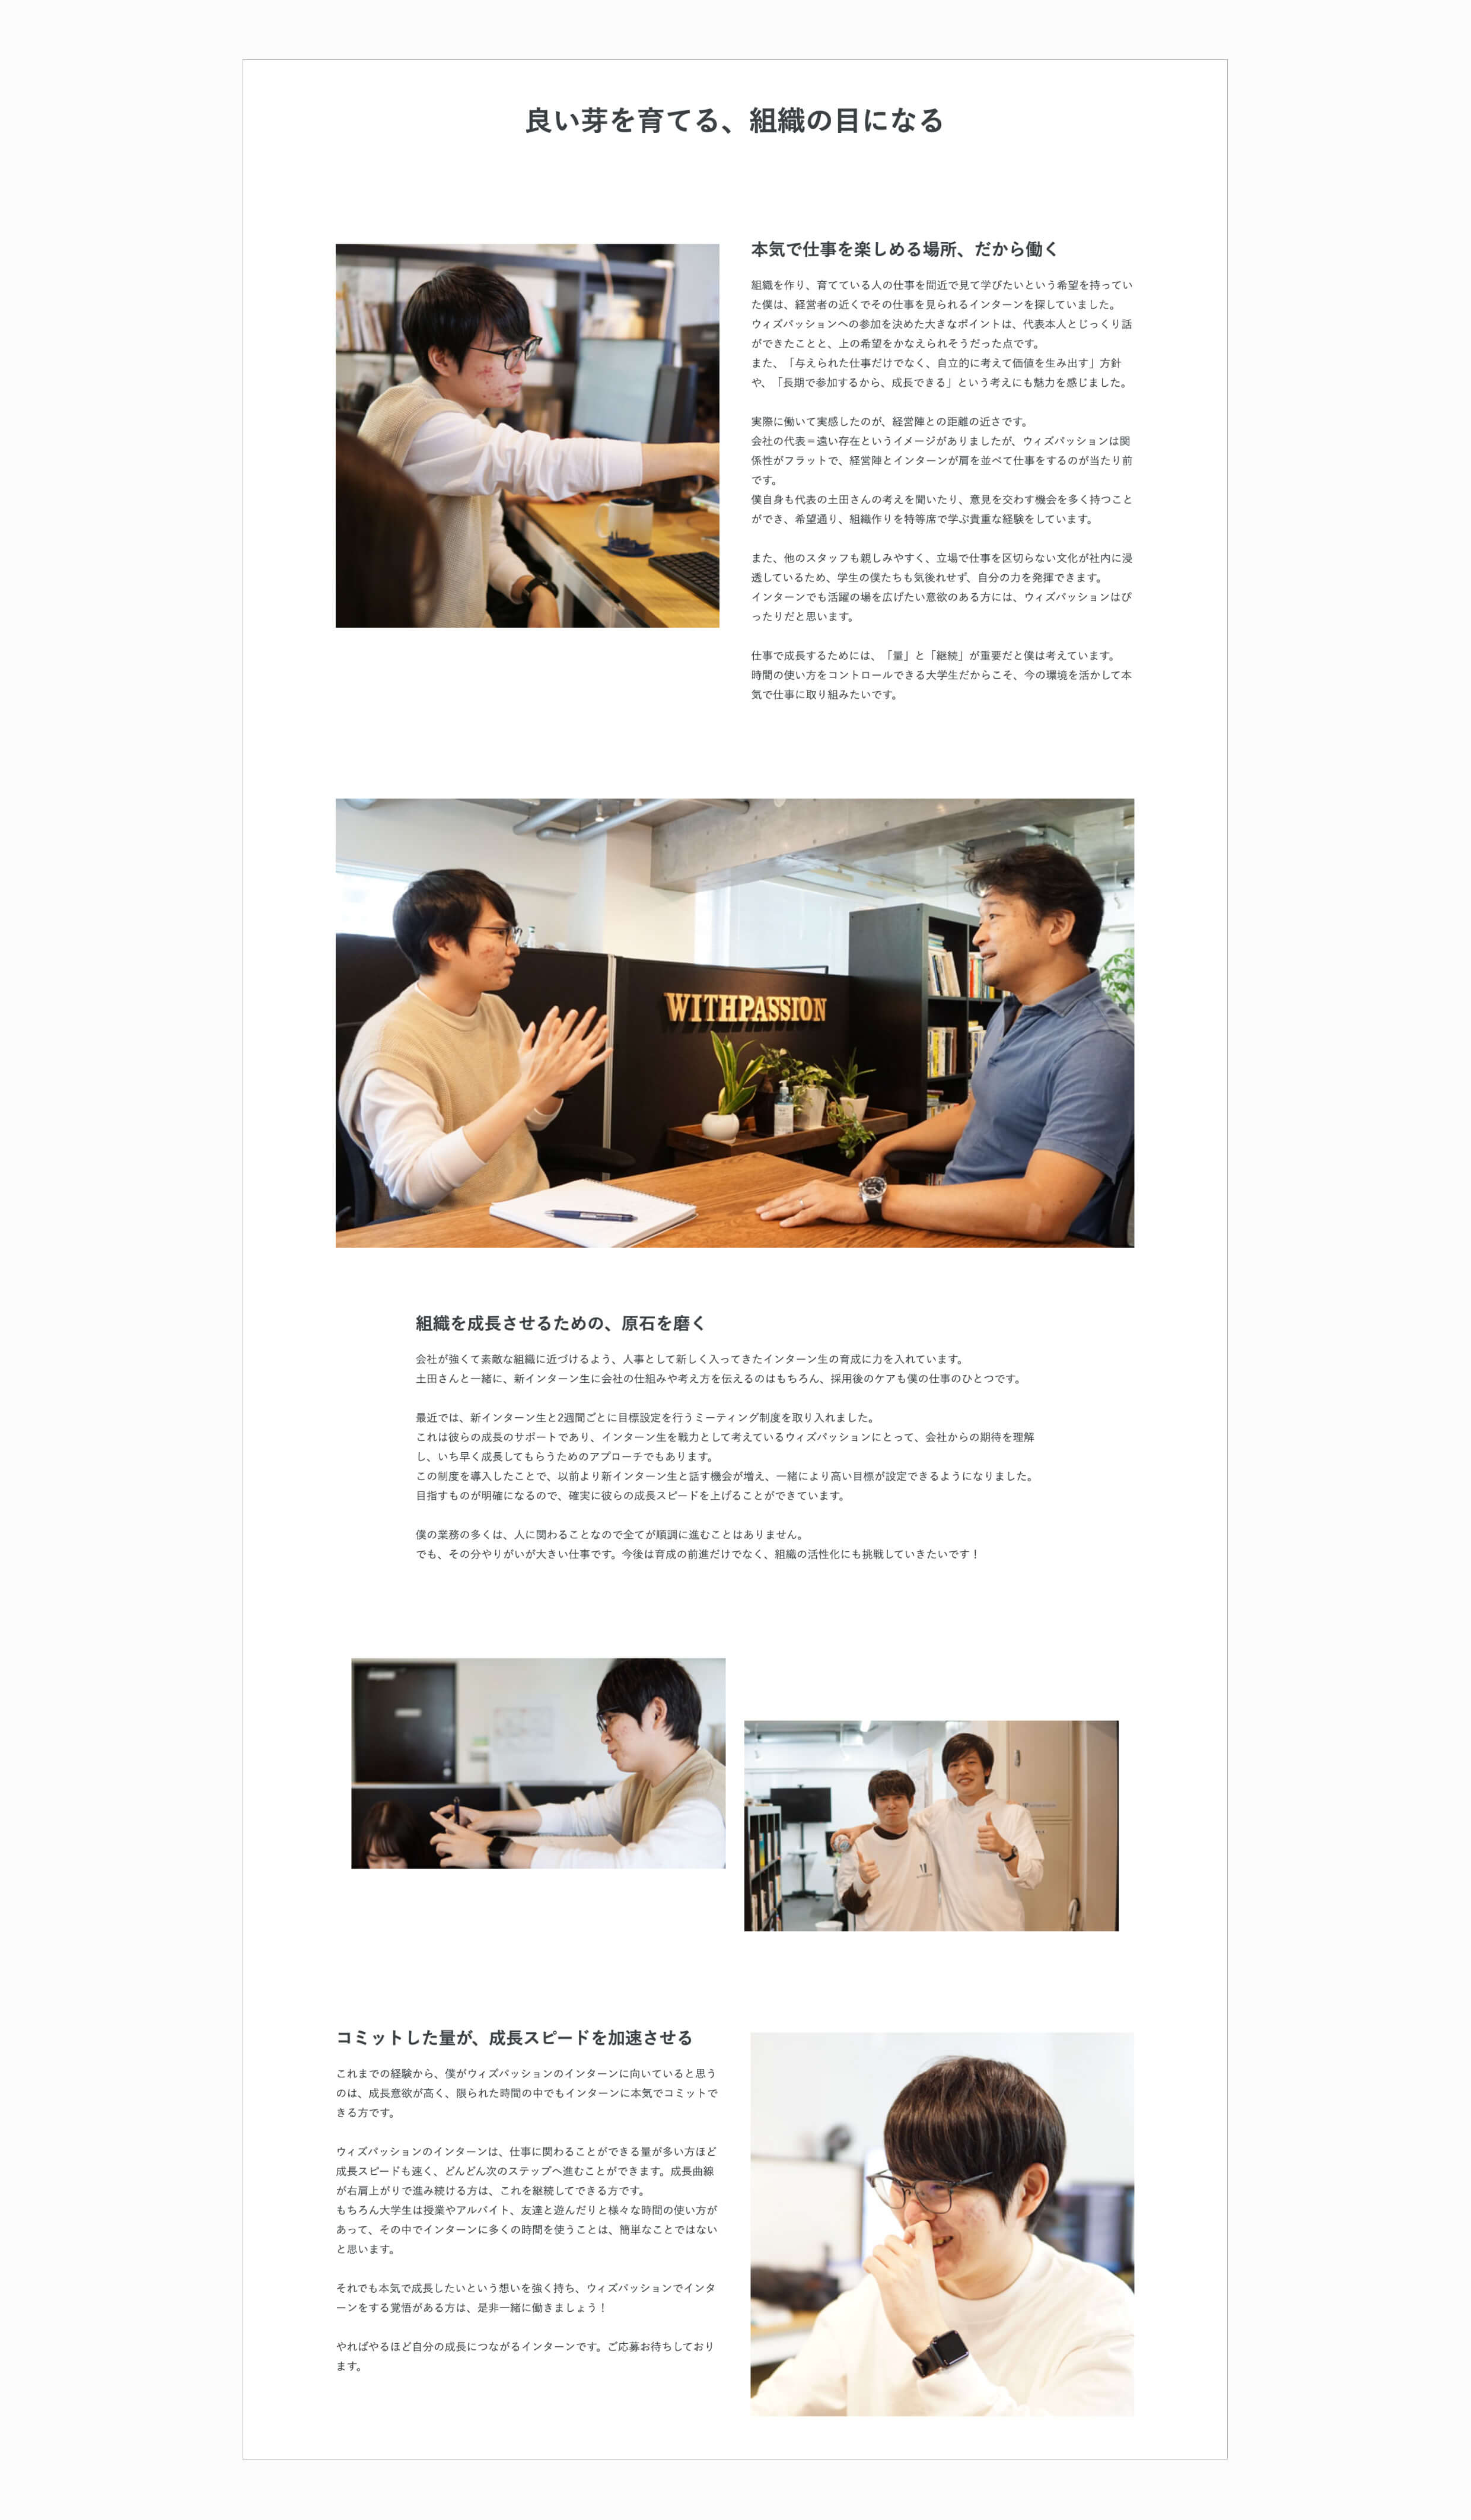 良い芽を育てる、組織の目になる
本気で仕事を楽しめる場所、だから働く
組織を作り、育てている人の仕事を間近で見て学びたいという希望を持ってい
た僕は、経営者の近くでその仕事を見られるインターンを探していました。
ウィズパッションへの参加を決めた大きなポイントは、代表本人とじっくり話
ができたことと、上の希望をかなえられそうだった点です。
また、「与えられた仕事だけでなく、自立的に考えて価値を生み出す」方針
や、「長期で参加するから、成長できる」という考えにも魅力を感じました。
実際に働いて実感したのが、経営陣との距離の近さです。
会社の代表＝遠い存在というイメージがありましたが、ウィズパッションは関
係性がフラットで、経営陣とインターンが肩を並べて仕事をするのが当たり前
です。
僕自身も代表の土田さんの考えを聞いたり、意見を交わす機会を多く持つこと
ができ、希望通り、組織作りを特等席で学ぶ貴重な経験をしています。
また、他のスタッフも親しみやすく、立場で仕事を区切らない文化が社内に浸
透しているため、学生の僕たちも気後れせず、自分の力を発揮できます。
インターンでも活躍の場を広げたい意欲のある方には、ウィズパッションはぴ
ったりだと思います。
仕事で成長するためには、「量」と「継続」が重要だと僕は考えています。
時間の使い方をコントロールできる大学生だからこそ、今の環境を活かして本
気で仕事に取り組みたいです。
WITHPASSION
組織を成長させるための、原石を磨く
会社が強くて素敵な組織に近づけるよう、人事として新しく入ってきたインターン生の育成に力を入れています。
土田さんと一緒に、新インターン生に会社の仕組みや考え方を伝えるのはもちろん、採用後のケアも僕の仕事のひとつです。
最近では、新インターン生と2週間ごとに目標設定を行うミーティング制度を取り入れました。
これは彼らの成長のサポートであり、インターン生を戦力として考えているウィズパッションにとって、会社からの期待を理解
し、いち早く成長してもらうためのアプローチでもあります。
この制度を導入したことで、以前より新インターン生と話す機会が増え、一緒により高い目標が設定できるようになりました。
目指すものが明確になるので、確実に彼らの成長スピードを上げることができています。
僕の業務の多くは、人に関わることなので全てが順調に進むことはありません。
でも、その分やりがいが大きい仕事です。今後は育成の前進だけでなく、組織の活性化にも挑戦していきたいです！
コミットした量が、成長スピードを加速させる
これまでの経験から、僕がウィズパッションのインターンに向いていると思う
のは、成長意欲が高く、限られた時間の中でもインターンに本気でコミットで
きる方です。
ウィズパッションのインターンは、仕事に関わることができる量が多い方ほど
成長スピードも速く、どんどん次のステップへ進むことができます。成長曲線
が右肩上がりで進み続ける方は、これを継続してできる方です。
もちろん大学生は授業やアルバイト、友達と遊んだりと様々な時間の使い方が
あって、その中でインターンに多くの時間を使うことは、簡単なことではない
と思います。
それでも本気で成長したいという想いを強く持ち、ウィズパッションでインタ
ーンをする覚悟がある方は、是非一緒に働きましょう！
やればやるほど自分の成長につながるインターンです。ご応募お待ちしており
ます。